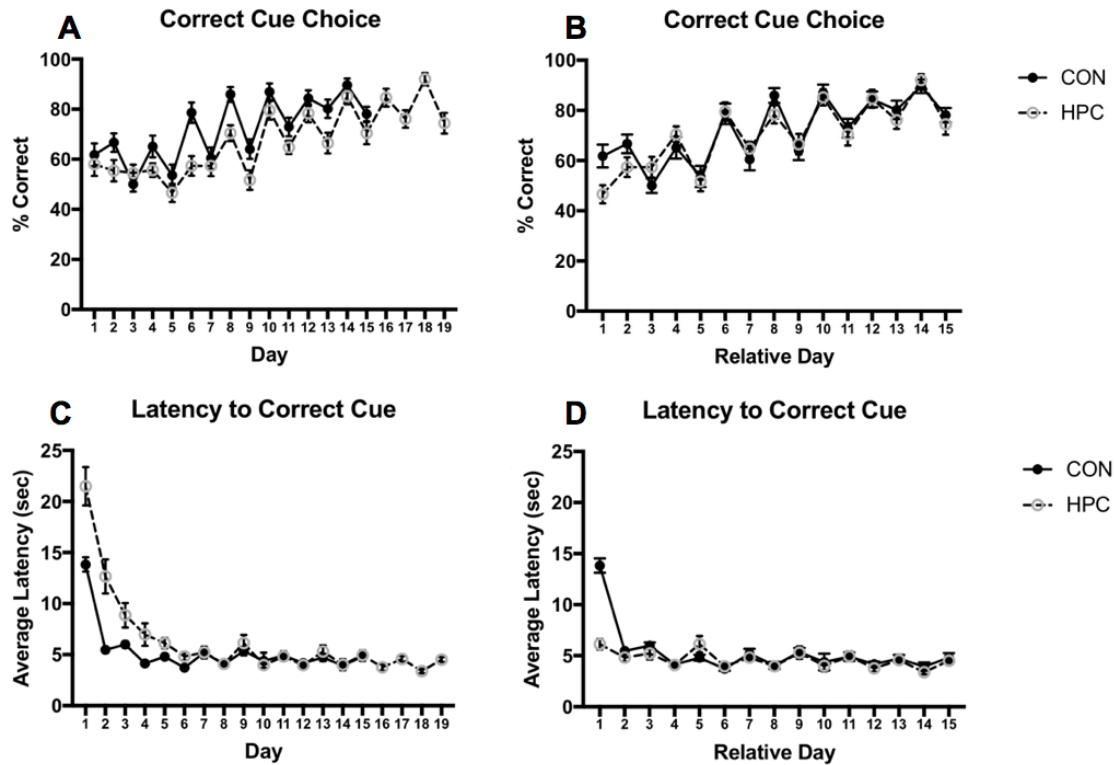 A Correct Cue Choice
% Correct
100
80
60
40
20
0
1 2 3 4 5 6 7 8 9 10 11 12 13 14 15 16 17 18 19
Day
B Correct Cue Choice
% Correct
100
80
60
40
20
0
1 2 3 4 5 6 7 8 9 10 11 12 13 14 15
Relative Day
CON
HPC
C Latency to Correct Cue
Average Latency (sec)
25
20
15
10
5
0
1 2 3 4 5 6 7 8 9 10 11 12 13 14 15 16 17 18 19
Day
D Latency to Correct Cue
Average Latency (sec)
25
20
15
10
5
0
1 2 3 4 5 6 7 8 9 10 11 12 13 14 15
Relative Day
CON
HPC